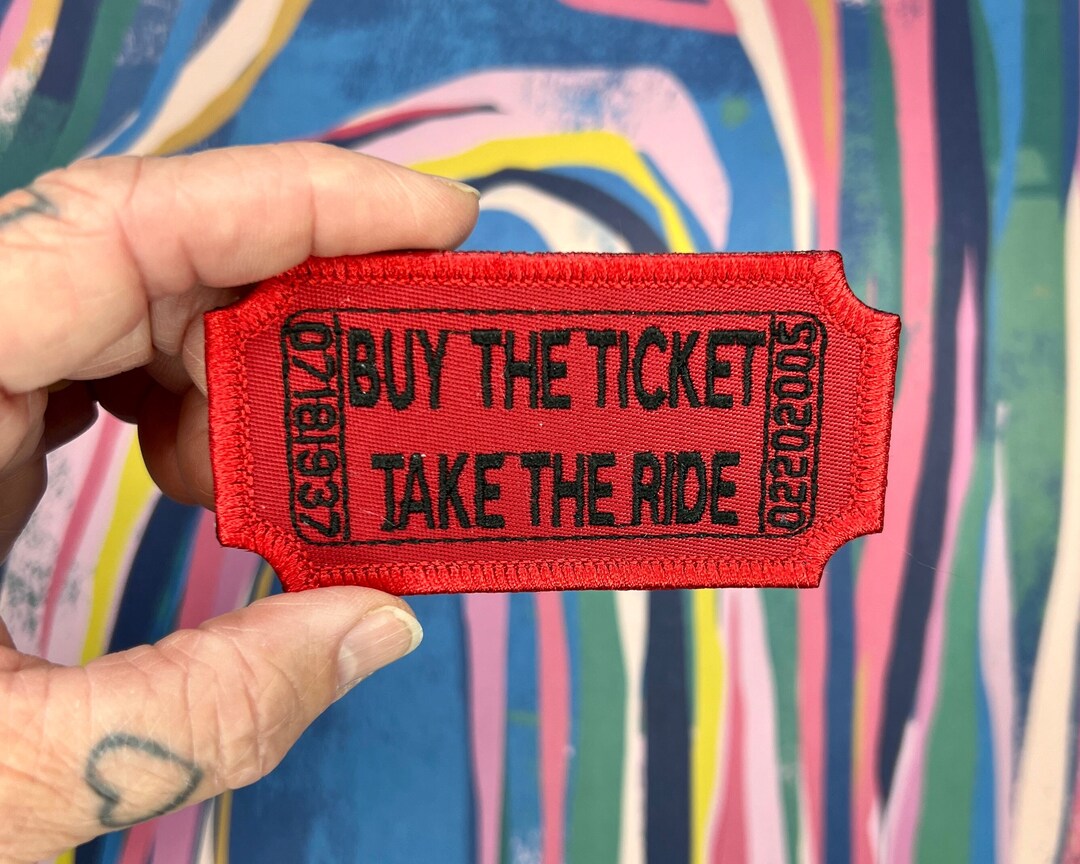 07181937
BUY THE TICKET
TAKE THE RIDE
02202005